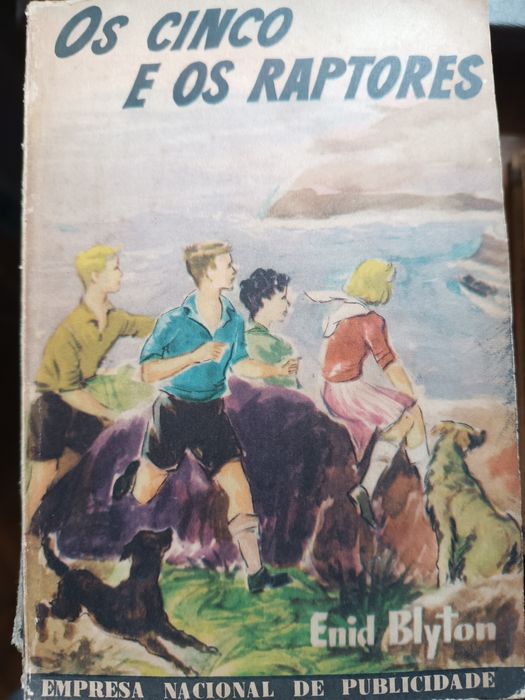 OS CINCO
E OS RAPTORES
Enid Blyton
EMPRESA NACIONAL DE PUBLICIDADE